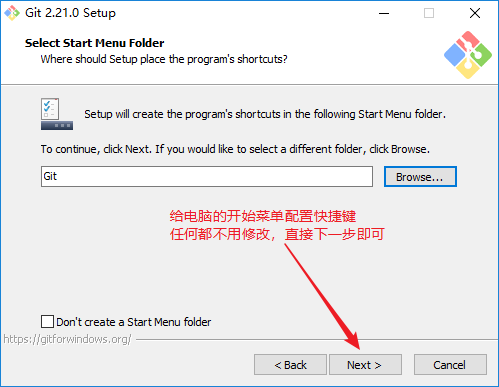 Git 2.21.0 Setup
Select Start Menu Folder
Where should Setup place the program's shortcuts?
Setup will create the program's shortcuts in the following Start Menu folder.
To continue, click Next. If you would like to select a different folder, click Browse.
Git
Browse...
给电脑的开始菜单配置快捷键
任何都不用修改，直接下一步即可
Don't create a Start Menu folder
https://gitforwindows.org/
< Back
Next >
Cancel